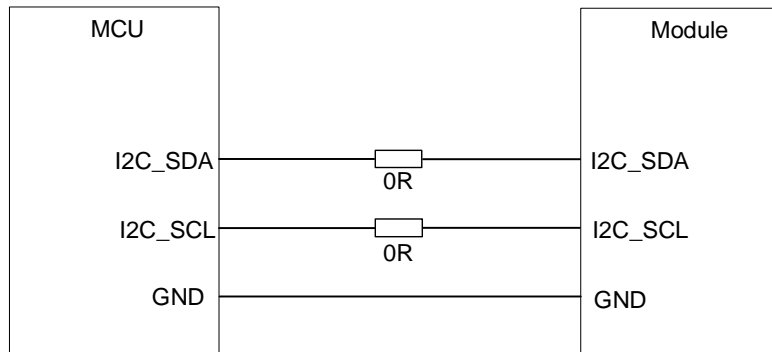 MCU
Module
I2C_SDA
I2C_SDA
0R
I2C_SCL
I2C_SCL
0R
GND
GND